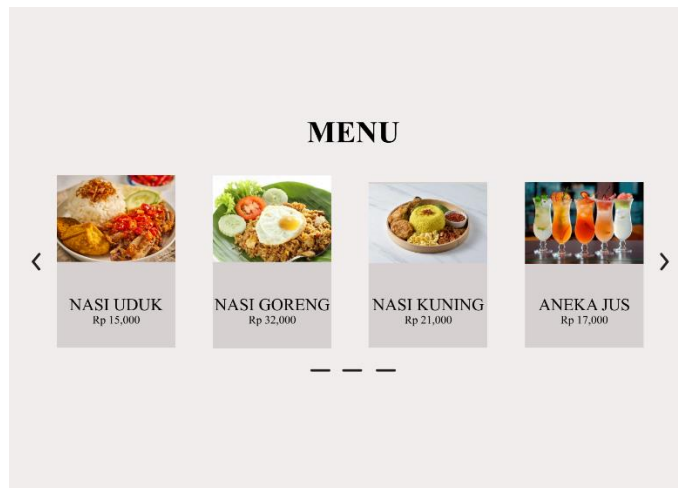 MENU
NASI UDUK
Rp 15,000
NASI GORENG
Rp 32,000
NASI KUNING
Rp 21,000
ANEKA JUS
Rp 17,000